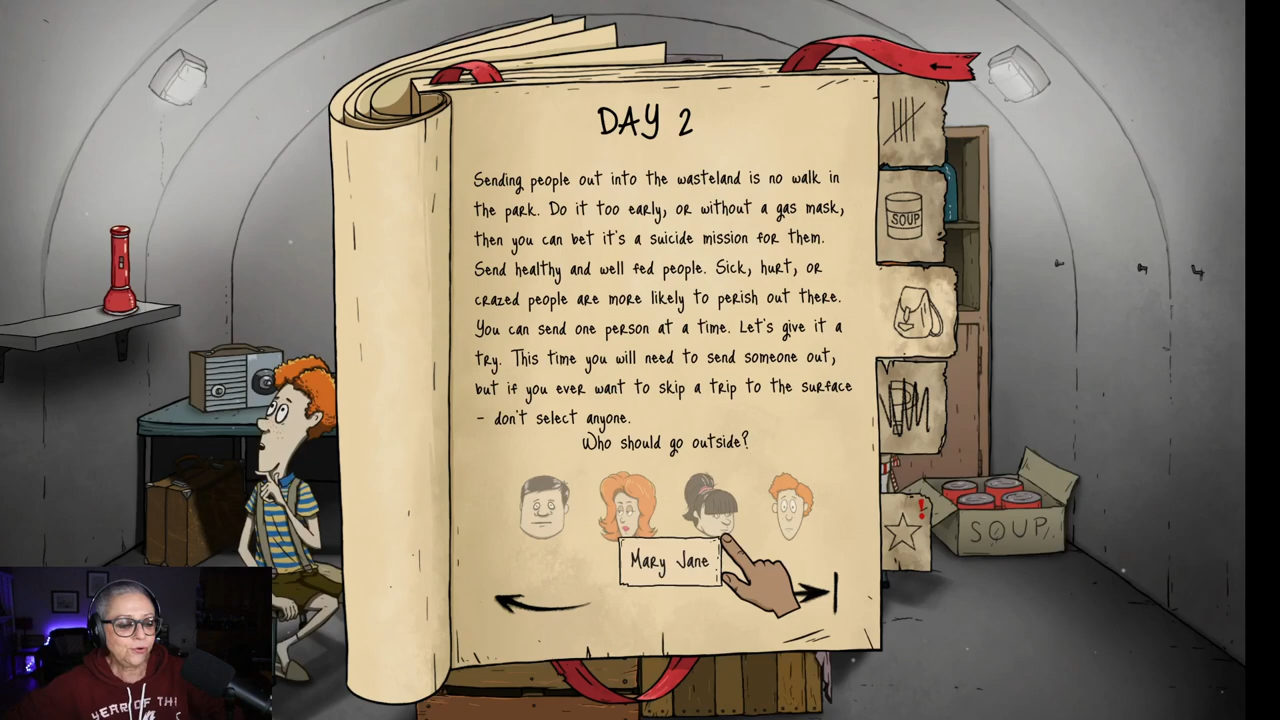 DAY 2
Sending people out into the wasteland is no walk in
the park. Do it too early, or without a gas mask,
then you can bet it's a suicide mission for them.
Send healthy and well fed people. Sick, hurt, or
crazed people are more likely to perish out there.
You can send one person at a time. Let's give it a
try. This time you will need to send someone out,
but if you ever want to skip a trip to the surface
- don't select anyone.
Who should go outside?
Mary Jane
SOUP
!
SOUP
YEAR OF TH